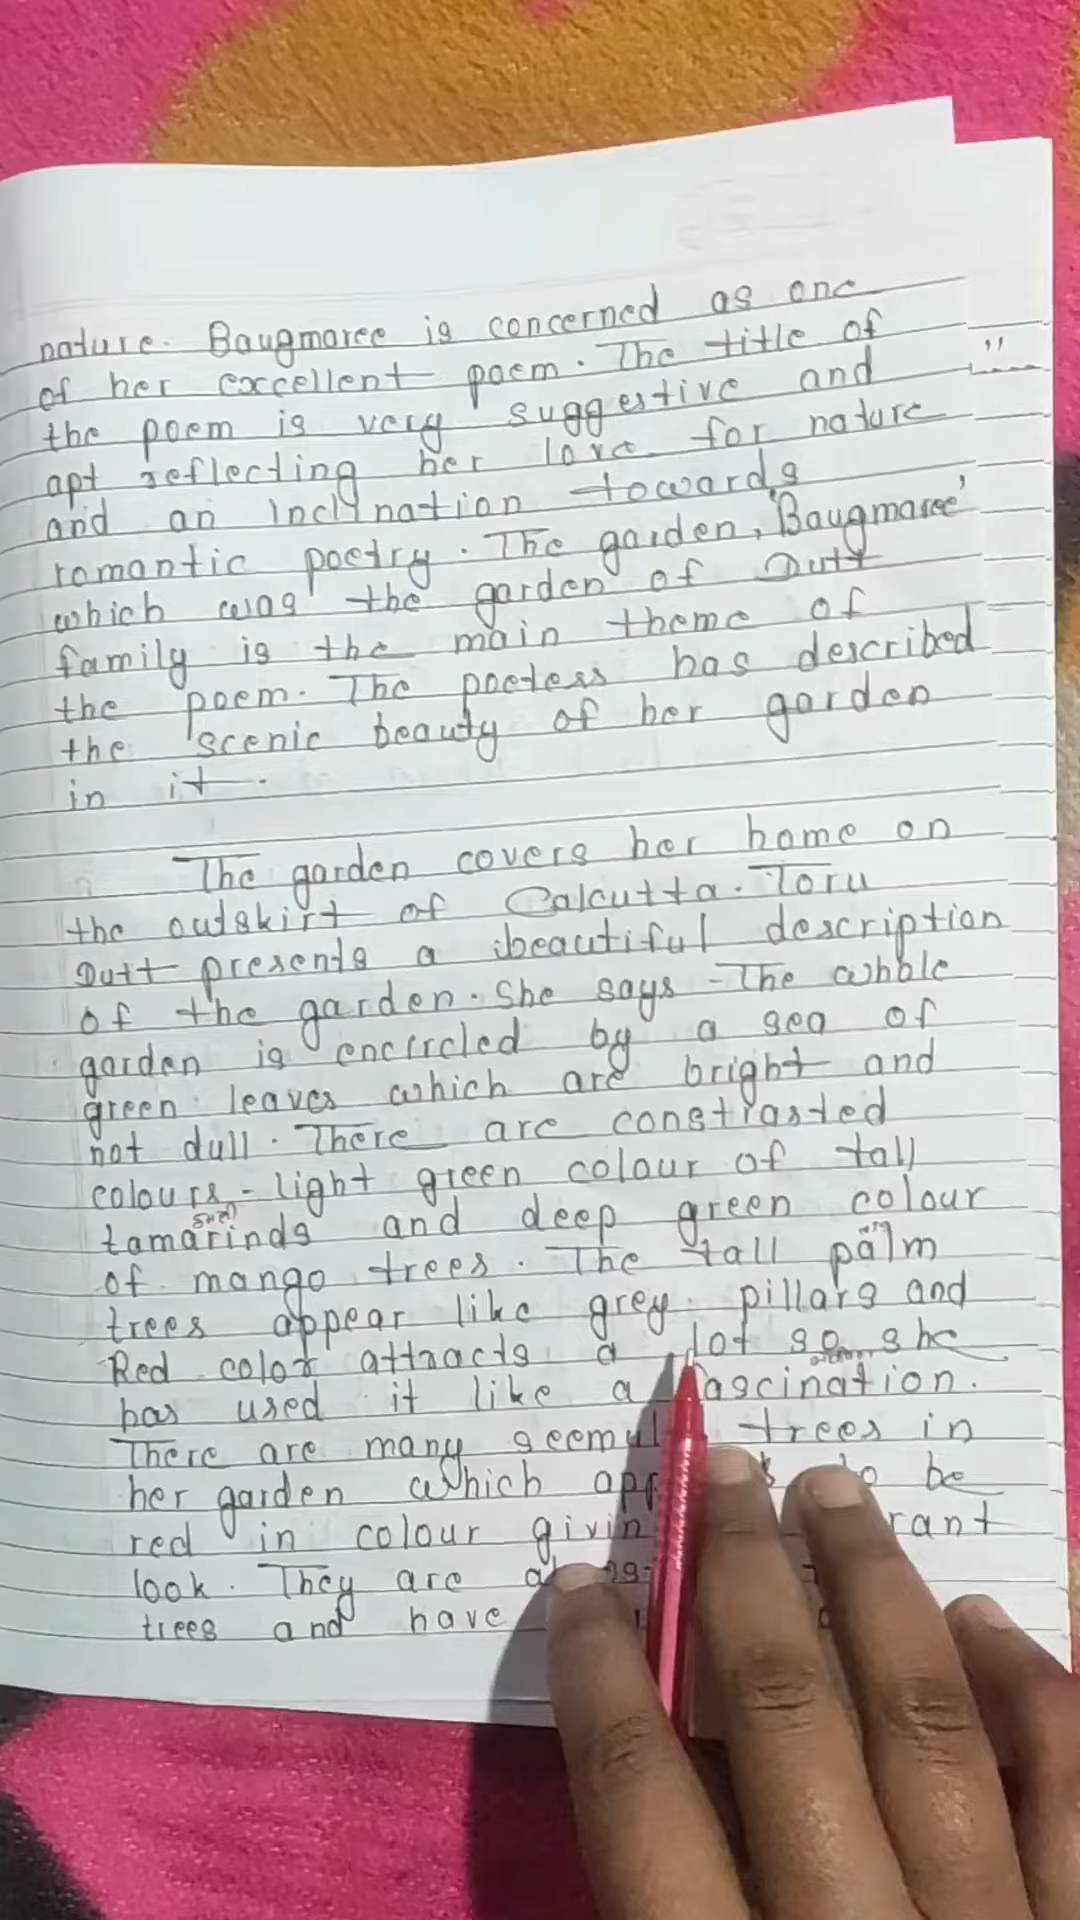 nature. Baugmaree is concerned as one
of her excellent poem. The title of
the poem is very suggestive and
apt reflecting her love for nature
and an inclination towards
romantic poetry. The garden, 'Baugmaree'
which was the garden of Dutt
family is the main theme of
the poem. The poetess has described
the scenic beauty of her garden
in it.
The garden covers her home on
the outskirt of Calcutta. Toru
Dutt presents a beautiful description
of the garden. She says - The whole
garden is encircled by a sea of
green leaves which are bright and
not dull. There are constrasted
colours - light green colour of tall
tamarinds and deep green colour
of mango trees. The tall palm
trees appear like grey pillars and
Red color attracts a lot so she
has used it like a fascination.
There are many seemul trees in
her garden which to be
red in colour
look. They are
trees and have